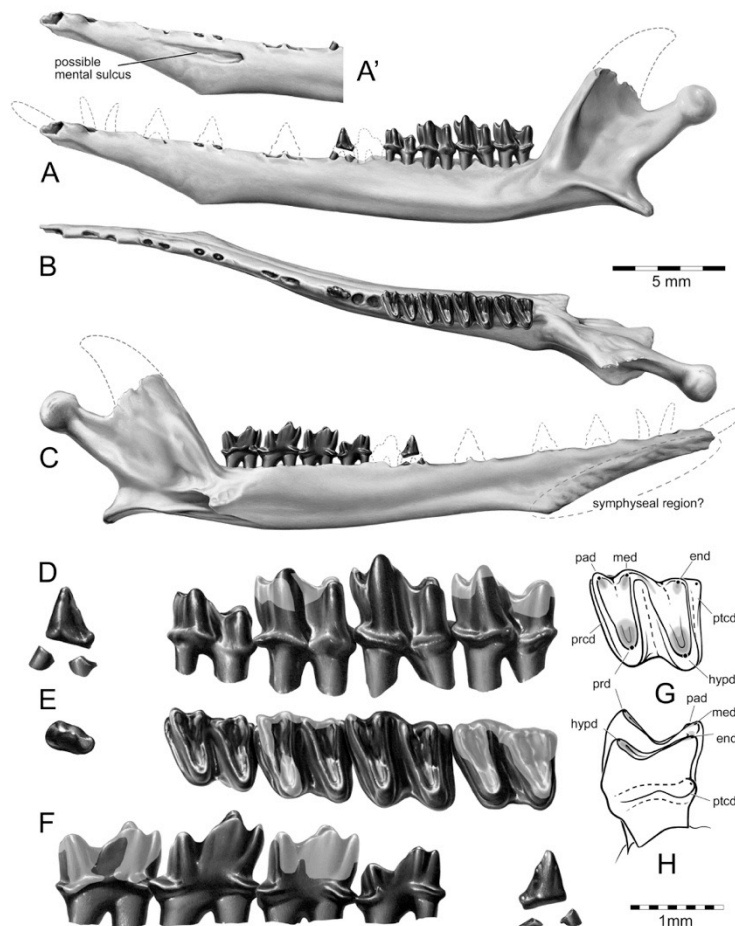 possible
mental sulcus
A'
A
B
5 mm
C
symphyseal region?
D
pad
med
end
ptcd
prcd
prd
hypd
G
E
hypd
pad
med
end
ptcd
F
H
1mm